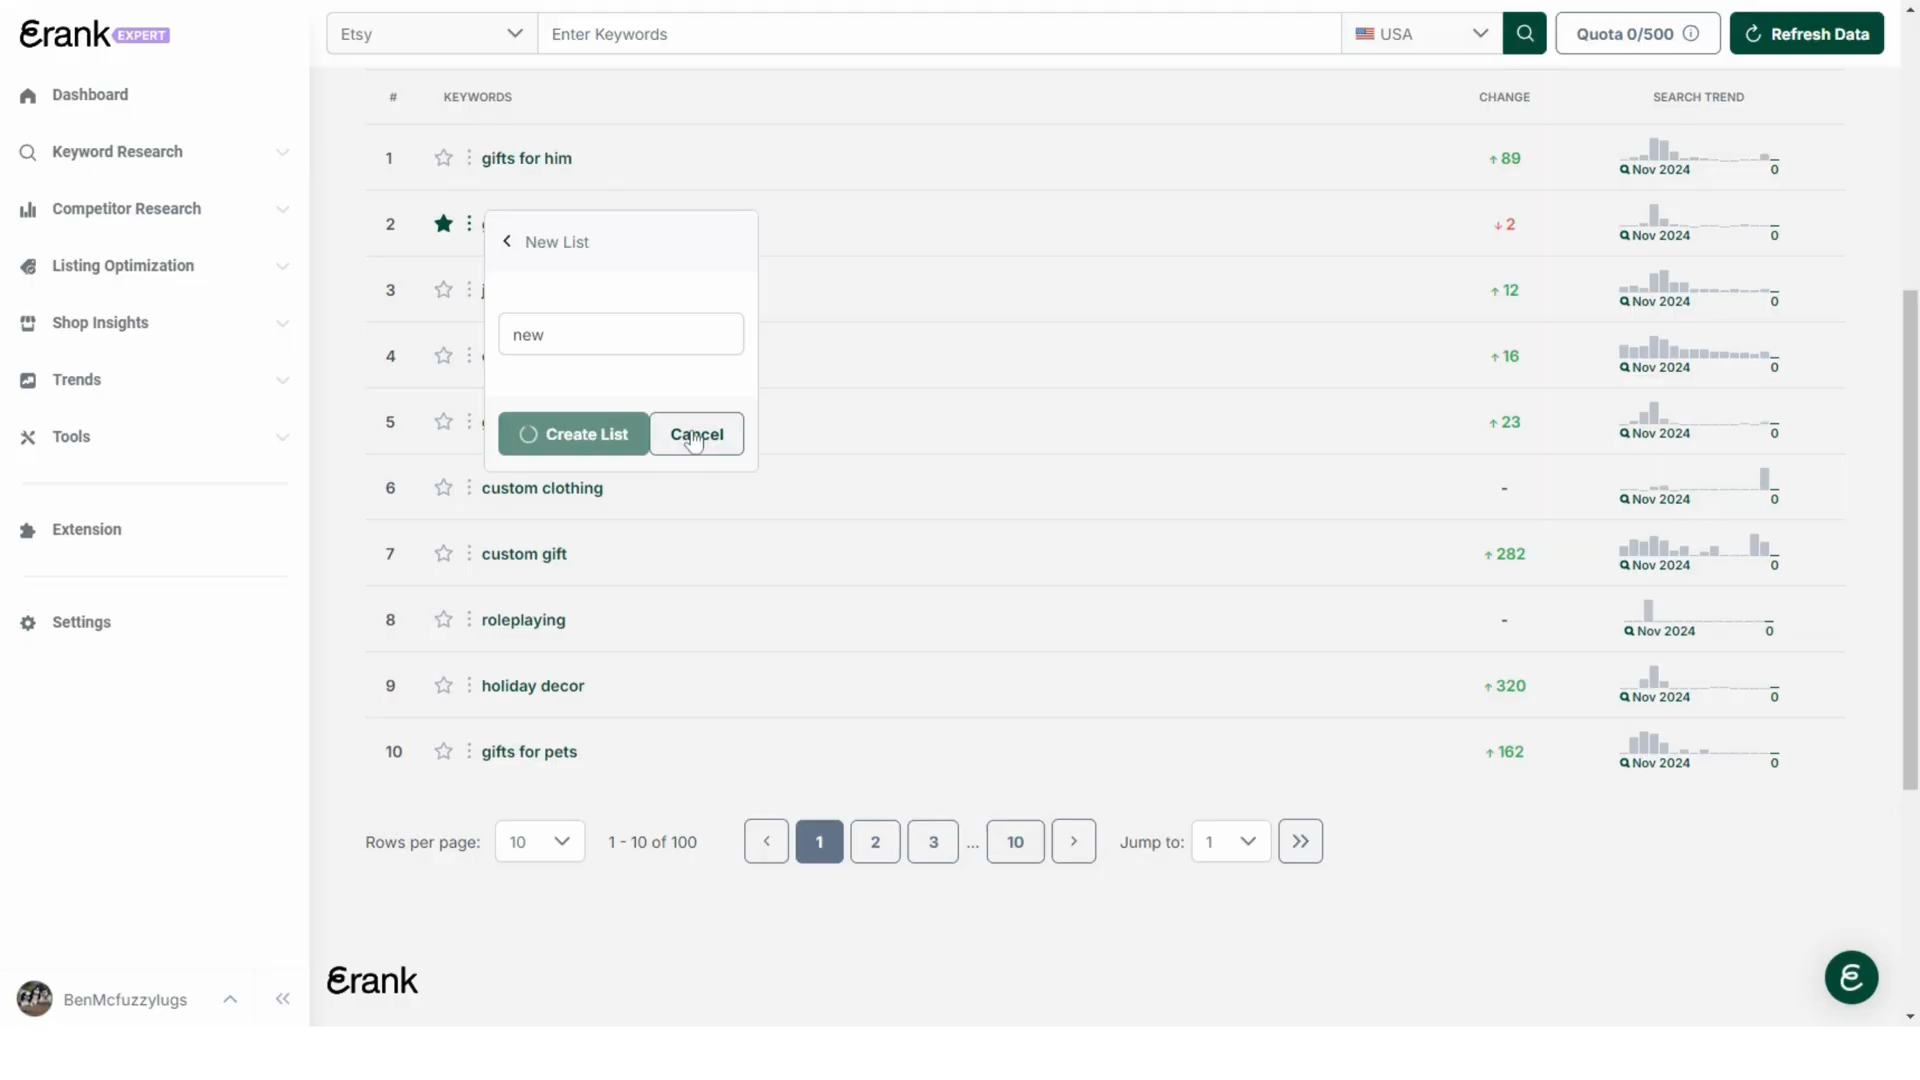 erank EXPERT
Etsy
Enter Keywords
USA
Quota 0/500
Refresh Data
Dashboard
Keyword Research
Competitor Research
Listing Optimization
Shop Insights
Trends
Tools
Extension
Settings
BenMcfuzzylugs
# KEYWORDS CHANGE SEARCH TREND
1 gifts for him 89 Nov 2024 0
2 2 Nov 2024 0
New List
3 12 Nov 2024 0
new
4 16 Nov 2024 0
5 23 Nov 2024 0
Create List Cancel
6 custom clothing - Nov 2024 0
7 custom gift 282 Nov 2024 0
8 roleplaying - Nov 2024 0
9 holiday decor 320 Nov 2024 0
10 gifts for pets 162 Nov 2024 0
Rows per page: 10 1 - 10 of 100 1 2 3 ... 10 Jump to: 1
erank